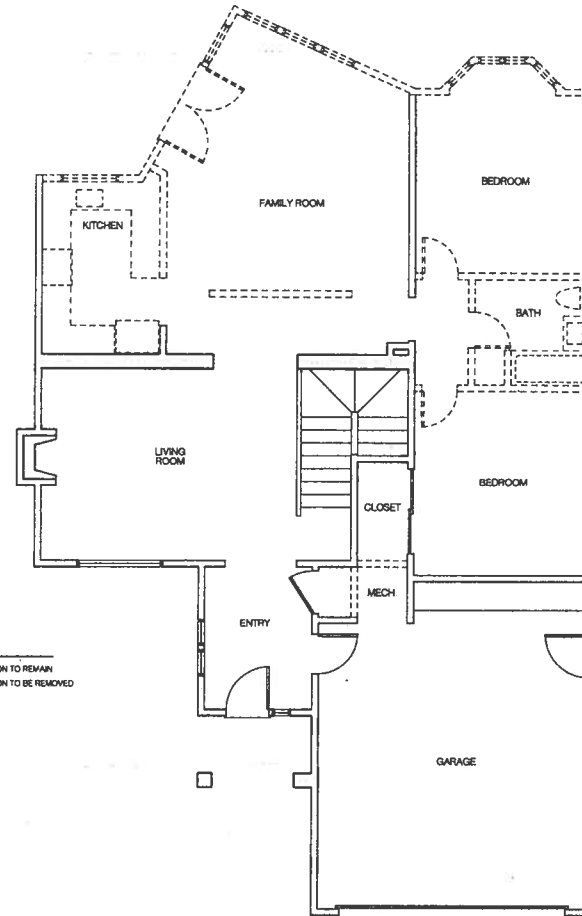 BEDROOM
FAMILY ROOM
KITCHEN
BATH
LIVING
ROOM
BEDROOM
CLOSET
MECH
ENTRY
ON TO REMAIN
ON TO BE REMOVED
GARAGE